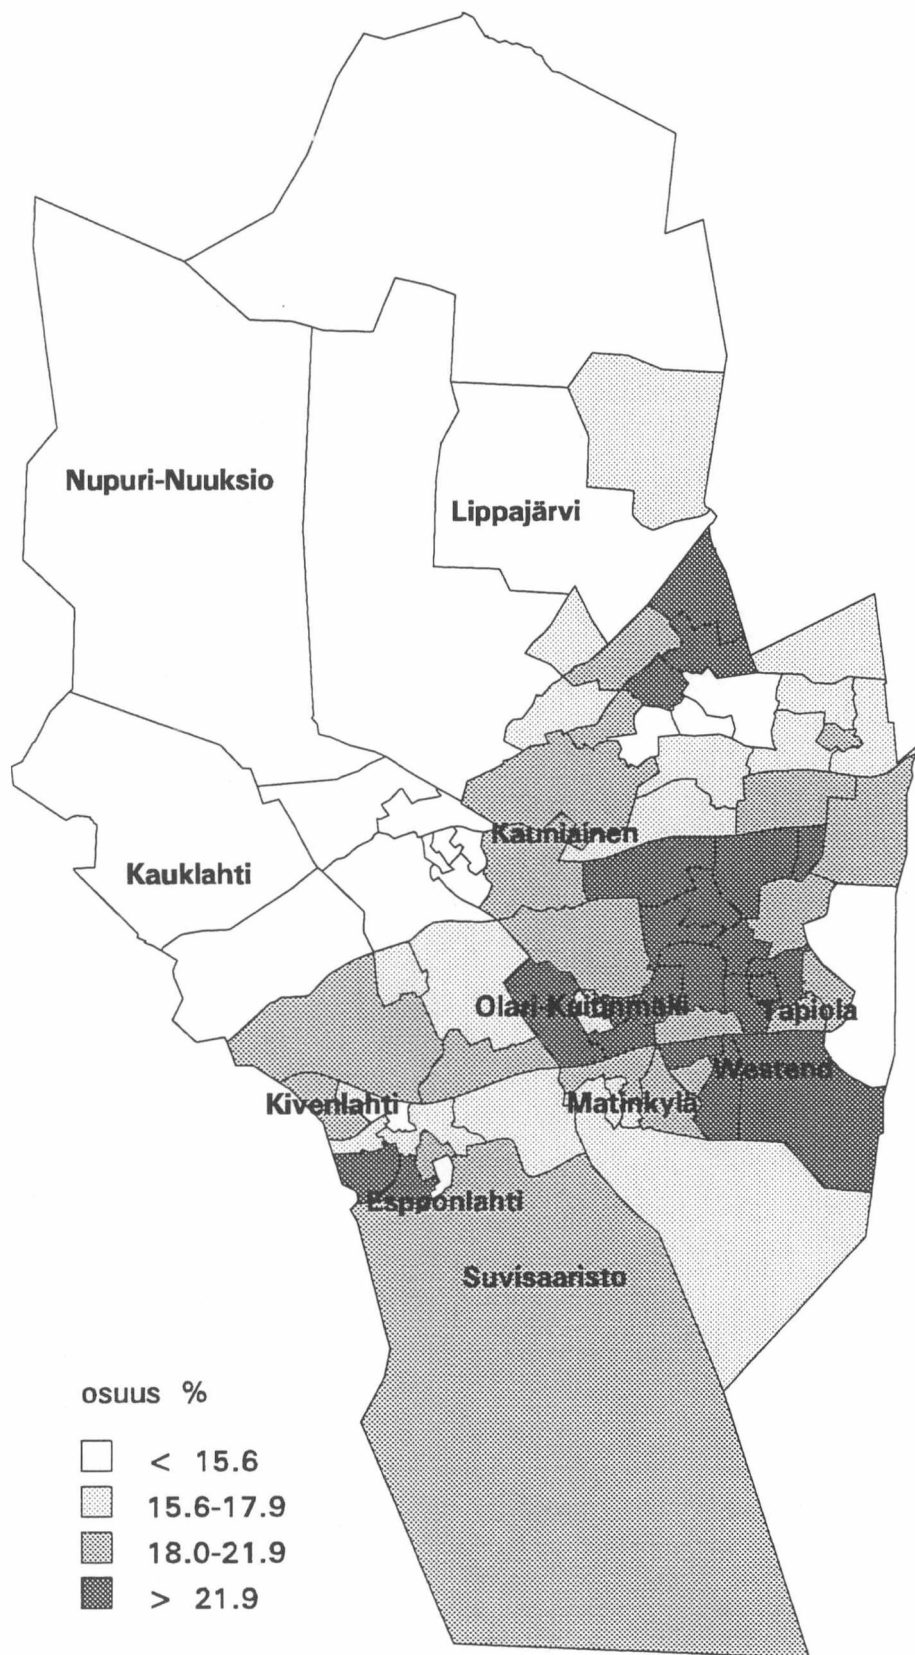 Nupuri-Nuuksio
Lippajärvi
Kauniainen
Kauklahti
Olari-Kuitinmäki
Tapiola
Westend
Kivenlahti
Matinkylä
Espponlahti
Suvisaaristo
osuus %
< 15.6
15.6-17.9
18.0-21.9
> 21.9